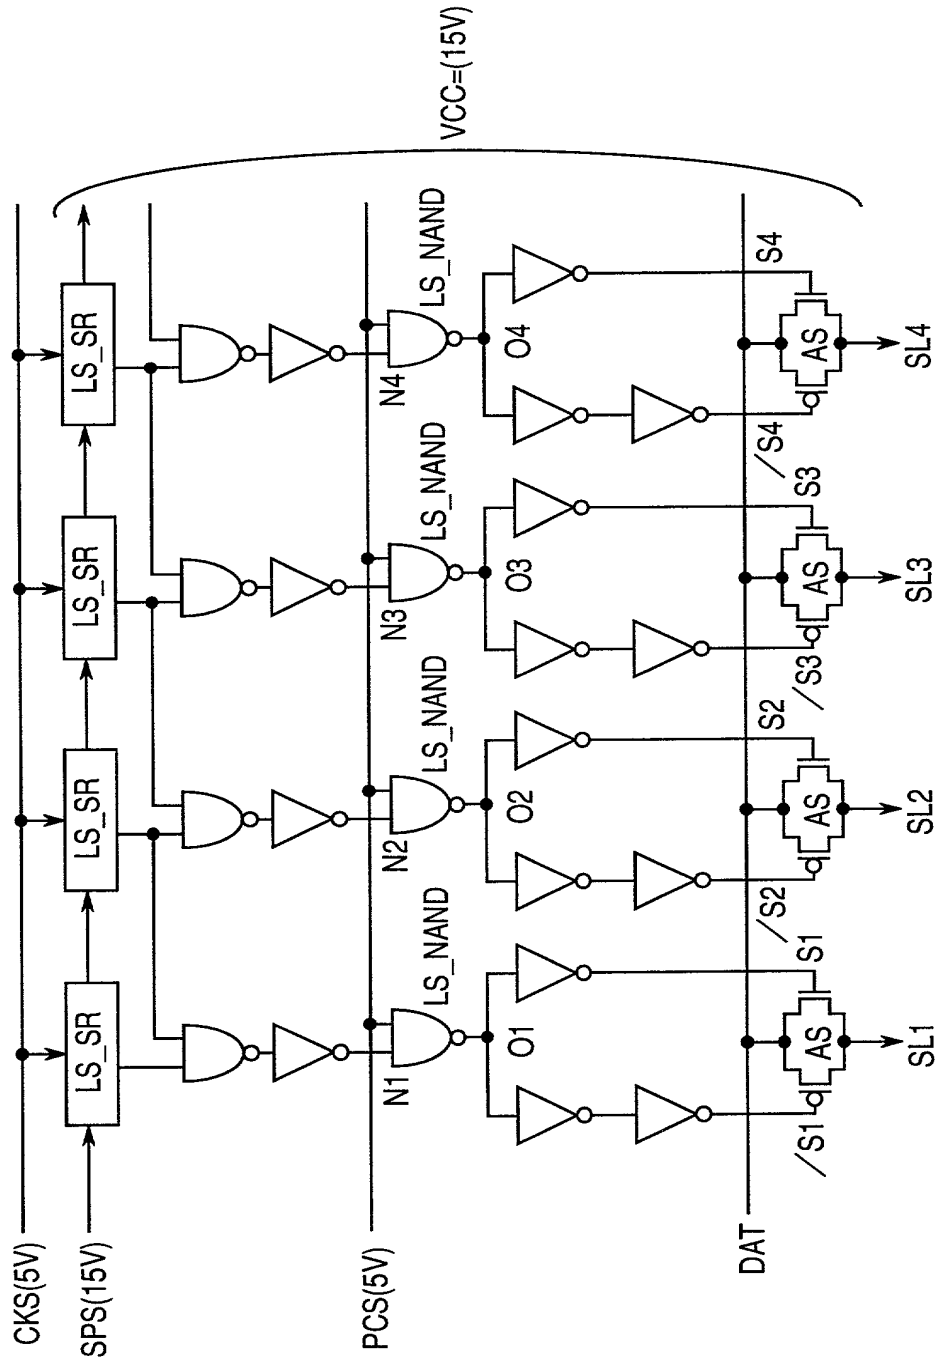 CKS(5V)
SPS(15V)
LS_SR
LS_SR
LS_SR
LS_SR
VCC=(15V)
PCS(5V)
N1
LS_NAND
N2
LS_NAND
N3
LS_NAND
N4
LS_NAND
O1
O2
O3
O4
DAT
/S1
S1
/S2
S2
/S3
S3
/S4
S4
AS
AS
AS
AS
SL1
SL2
SL3
SL4